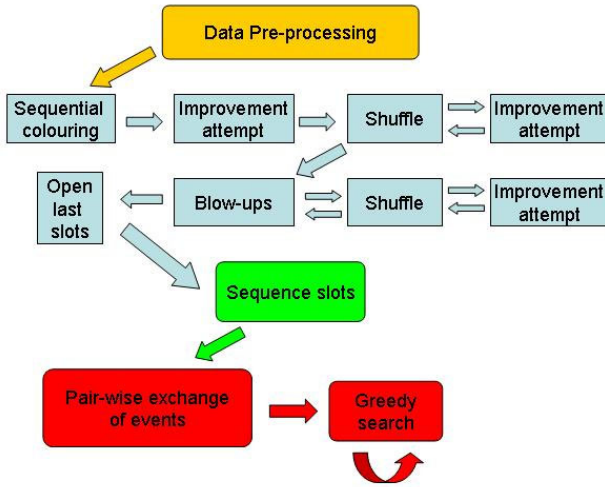 Data Pre-processing
Sequential
colouring
Improvement
attempt
Shuffle
Improvement
attempt
Open
last
slots
Blow-ups
Shuffle
Improvement
attempt
Sequence slots
Pair-wise exchange
of events
Greedy
search